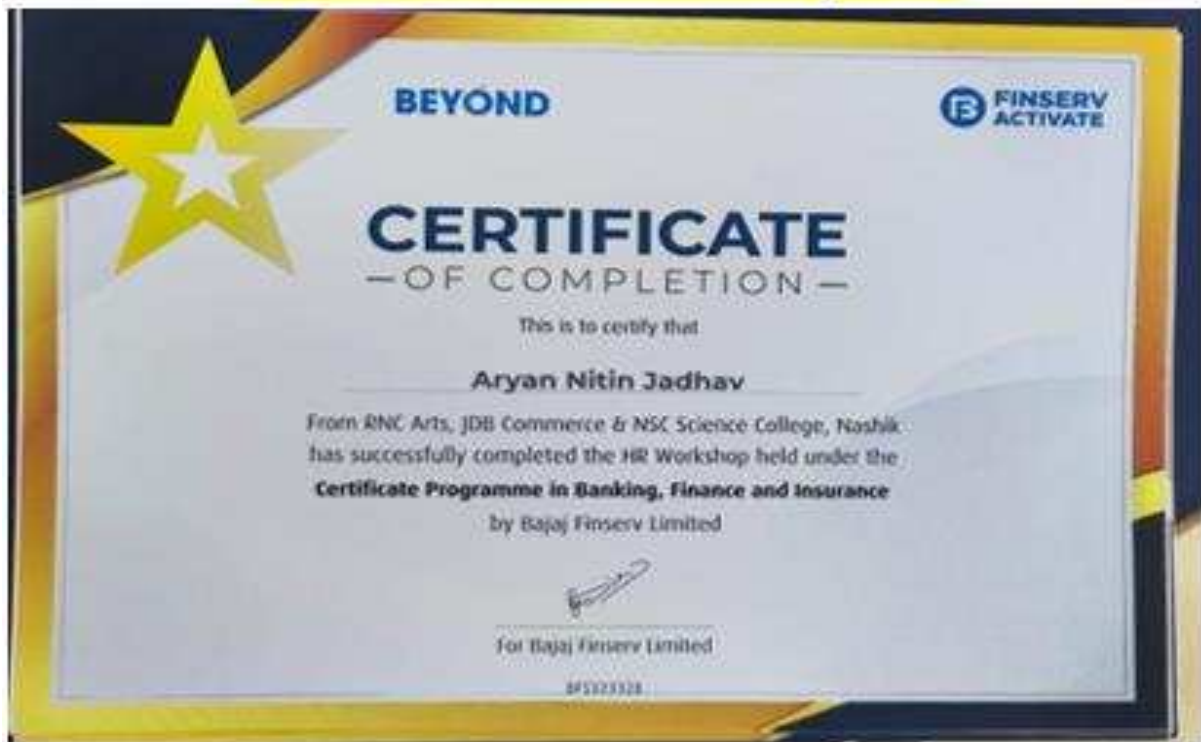 BEYOND
FINSERV
ACTIVATE
CERTIFICATE
— OF COMPLETION —
This is to certify that
Aryan Nitin Jadhav
From RNC Arts, JDB Commerce & NSC Science College, Nashik
has successfully completed the HR Workshop held under the
Certificate Programme in Banking, Finance and Insurance
by Bajaj Finserv Limited
For Bajaj Finserv Limited